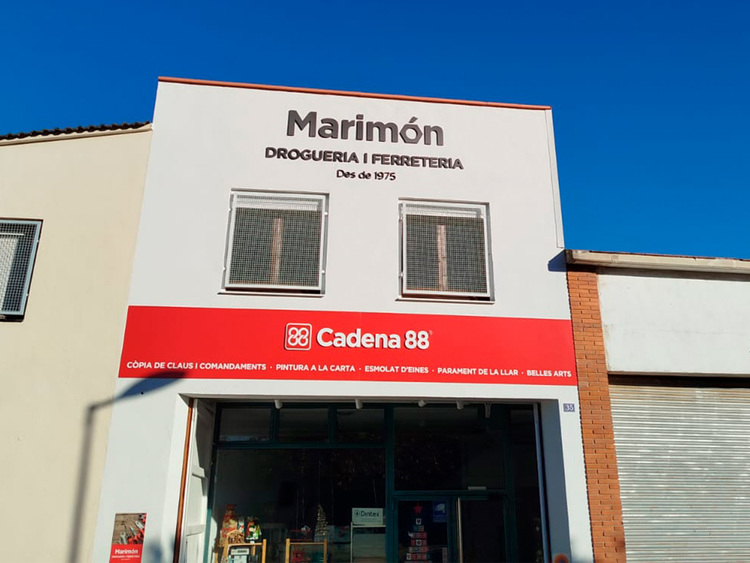 Marimón
DROGUERIA I FERRETERIA
Des de 1975
88 Cadena 88
CÒPIA DE CLAUS I COMANDAMENTS · PINTURA A LA CARTA · ESMOLAT D'EINES · PARAMENT DE LA LLAR · BELLES ARTS
35
Marimón